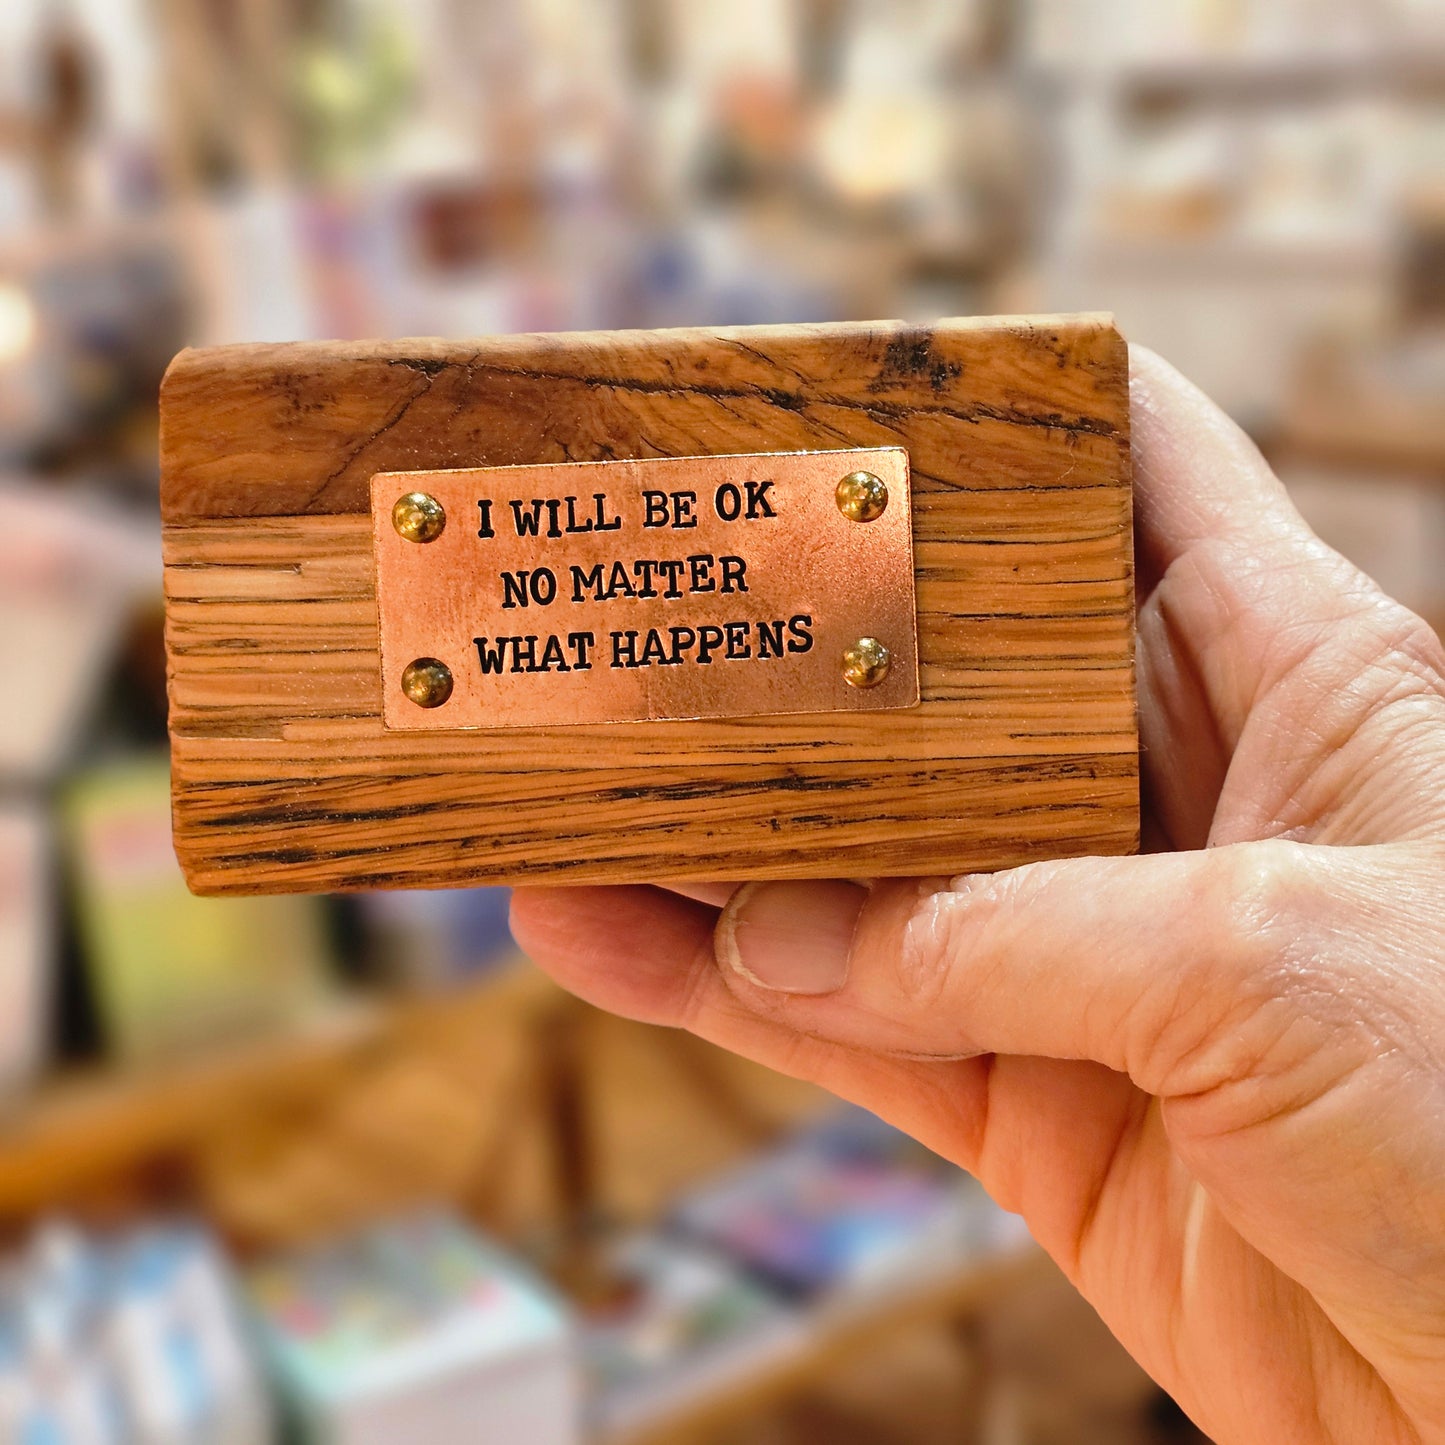 I WILL BE OK
NO MATTER
WHAT HAPPENS